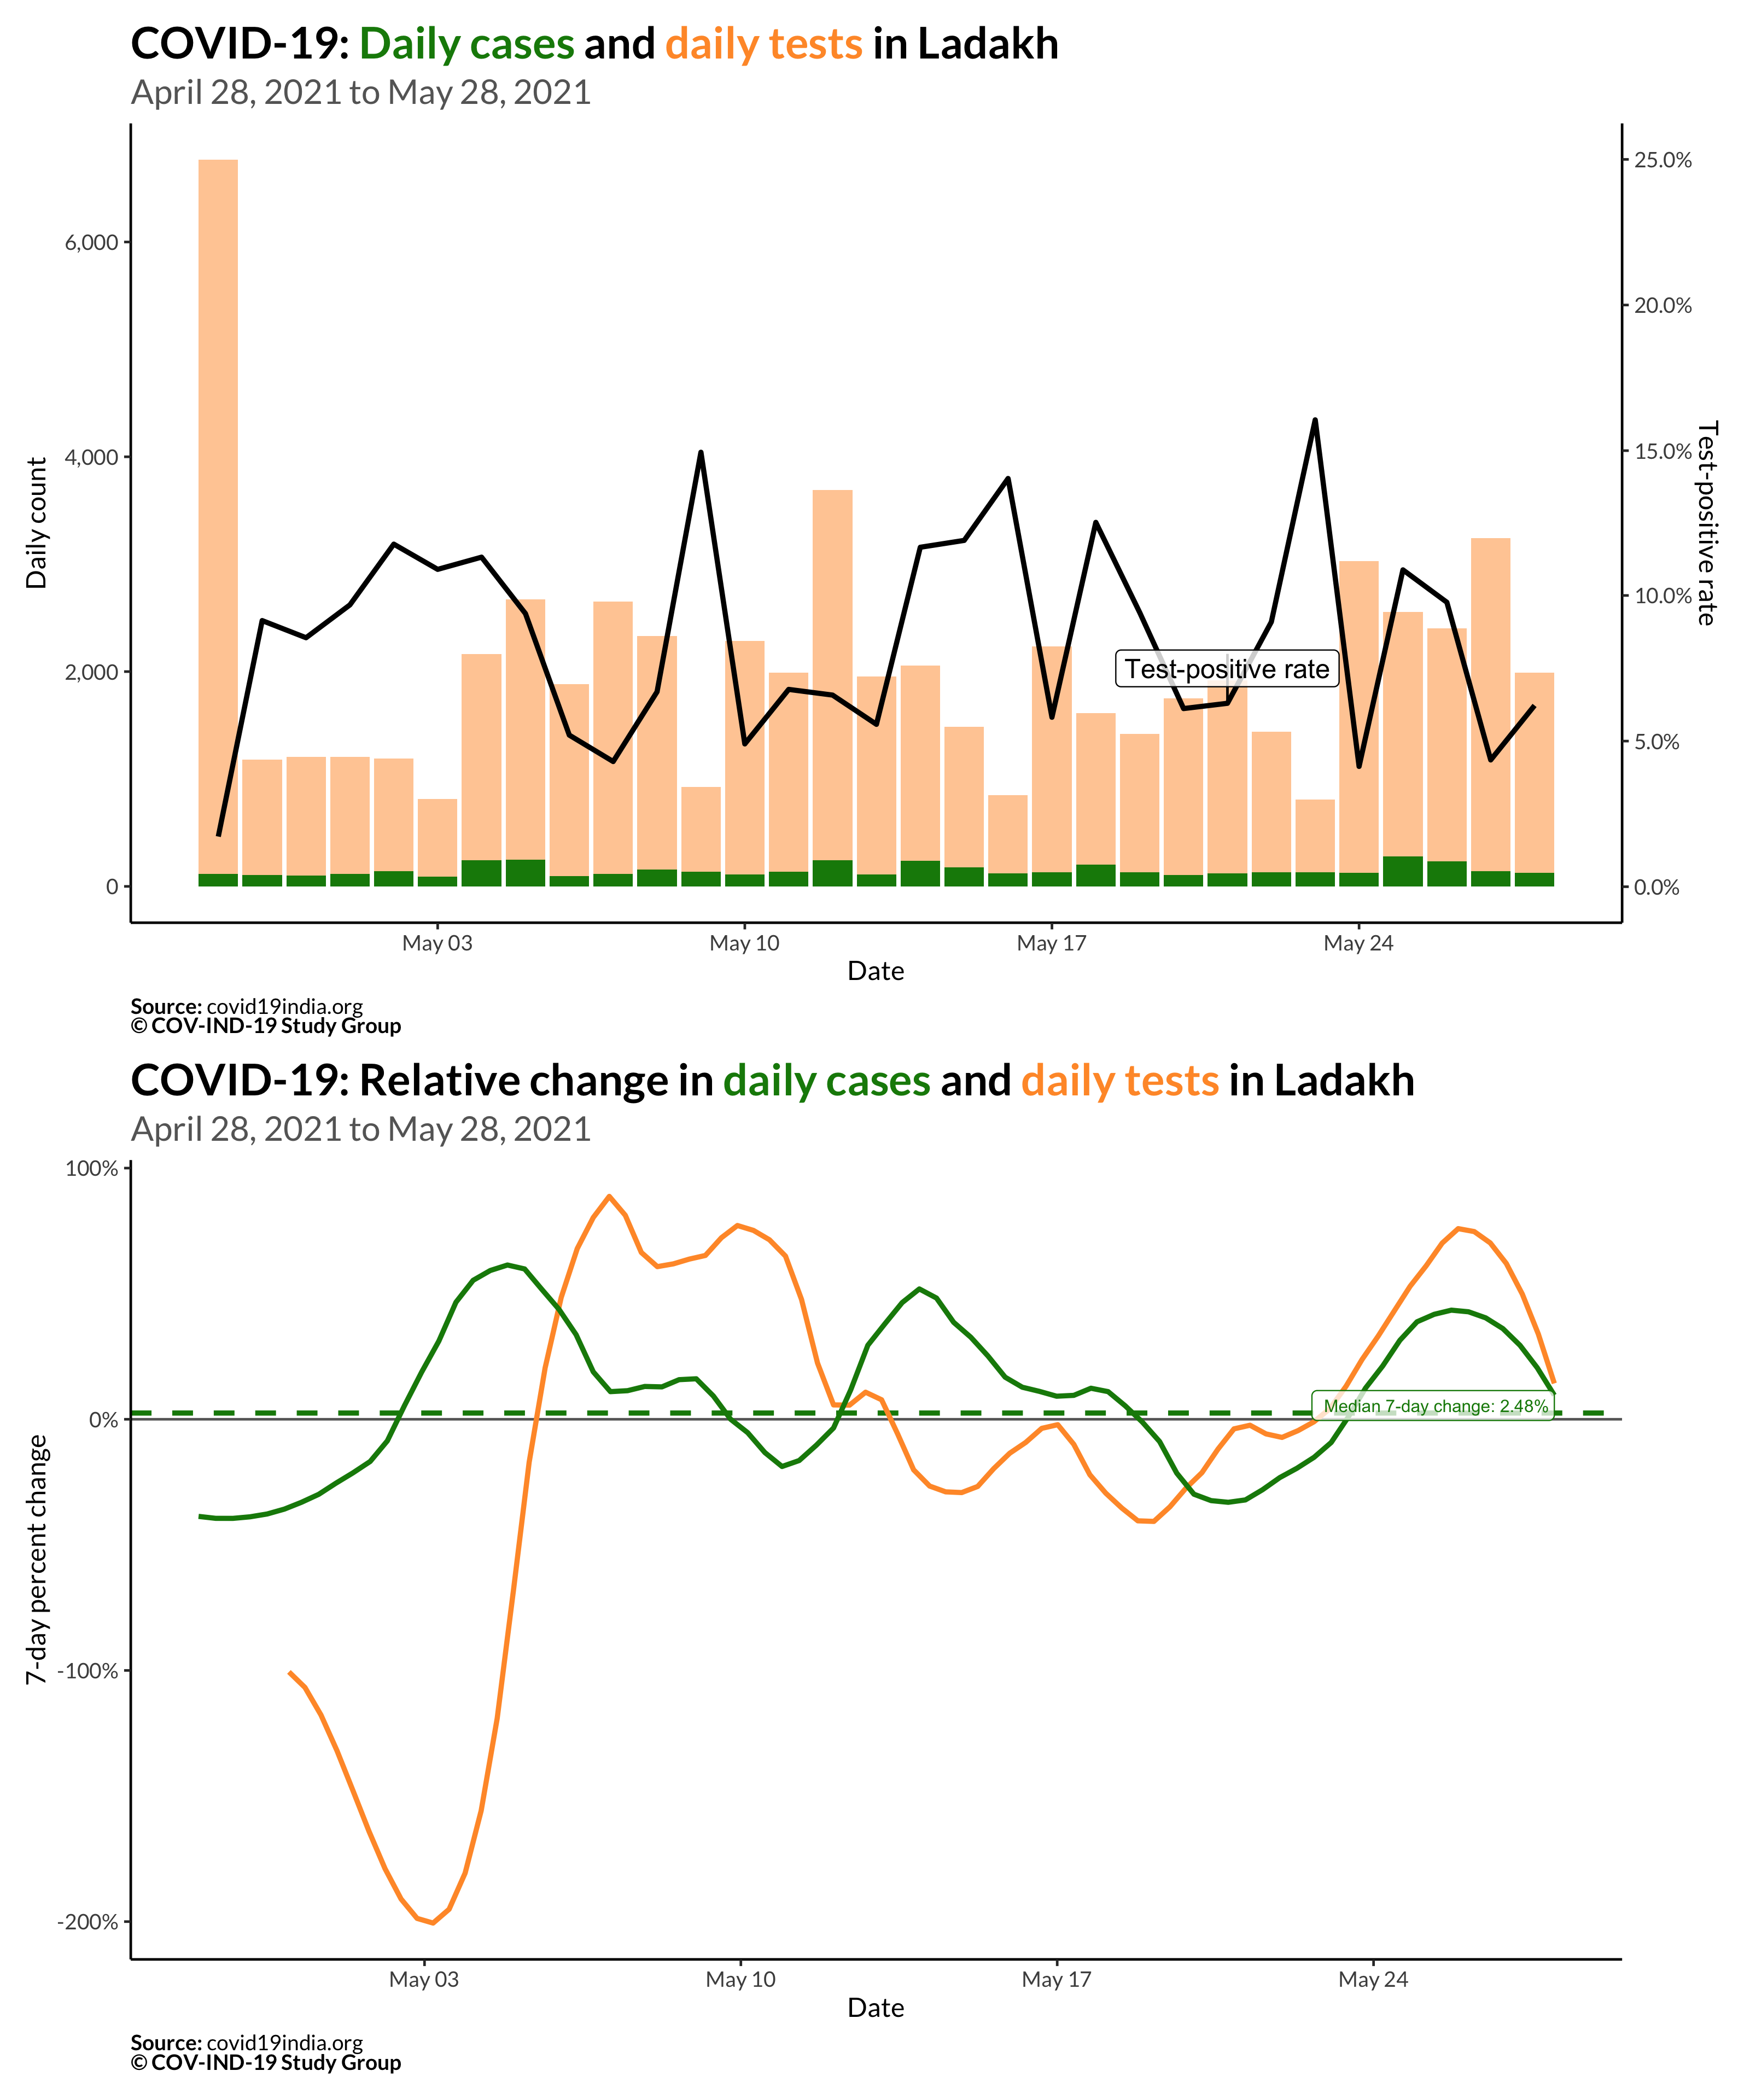 COVID-19: Daily cases and daily tests in Ladakh
April 28, 2021 to May 28, 2021
25.0%
6,000
20.0%
4,000
15.0%
Daily count
Test-positive rate
10.0%
2,000
Test-positive rate
5.0%
0
0.0%
May 03
May 10
May 17
May 24
Date
Source: covid19india.org
© COV-IND-19 Study Group
COVID-19: Relative change in daily cases and daily tests in Ladakh
April 28, 2021 to May 28, 2021
100%
0%
Median 7-day change: 2.48%
7-day percent change
-100%
-200%
May 03
May 10
May 17
May 24
Date
Source: covid19india.org
© COV-IND-19 Study Group